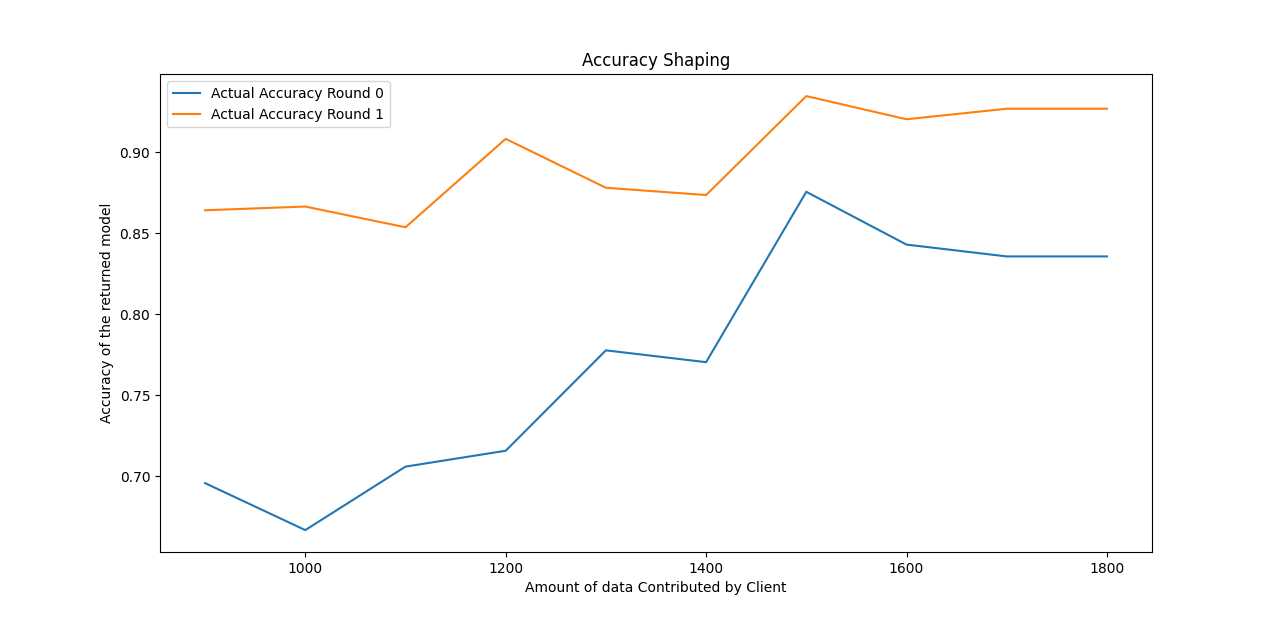 Accuracy Shaping
Actual Accuracy Round 0
Actual Accuracy Round 1
Accuracy of the returned model
0.90
0.85
0.80
0.75
0.70
1000
1200
1400
1600
1800
Amount of data Contributed by Client